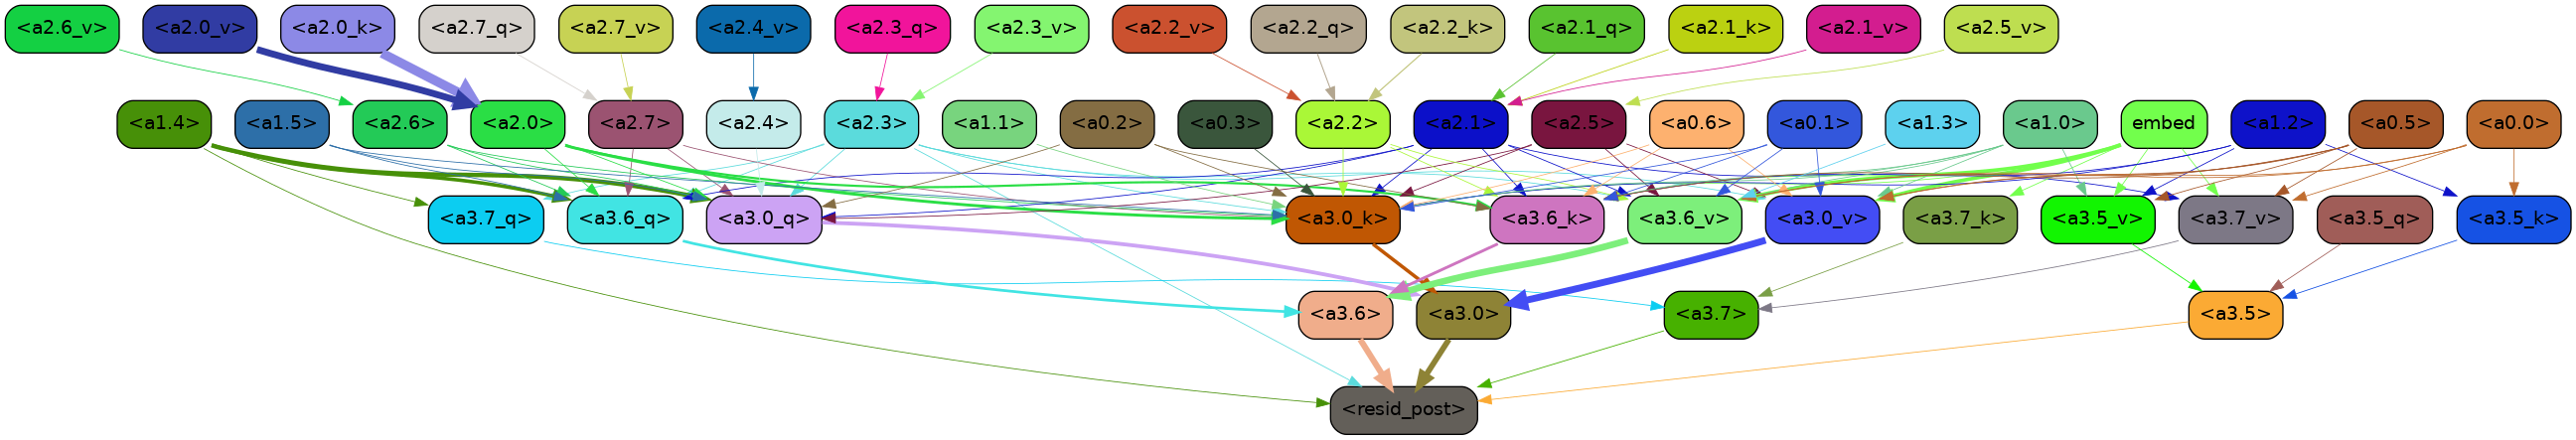 <a2.6_v> <a2.0_v> <a2.0_k> <a2.7_q> <a2.7_v> <a2.4_v> <a2.3_q> <a2.3_v> <a2.2_v> <a2.2_q> <a2.2_k> <a2.1_q> <a2.1_k> <a2.1_v> <a2.5_v>
<a1.4> <a1.5> <a2.6> <a2.0> <a2.7> <a2.4> <a2.3> <a1.1> <a0.2> <a0.3> <a2.2> <a2.1> <a2.5> <a0.6> <a0.1> <a1.3> <a1.0> embed <a1.2> <a0.5> <a0.0>
<a3.7_q> <a3.6_q> <a3.0_q> <a3.0_k> <a3.6_k> <a3.6_v> <a3.0_v> <a3.7_k> <a3.5_v> <a3.7_v> <a3.5_q> <a3.5_k>
<a3.6> <a3.0> <a3.7> <a3.5>
<resid_post>